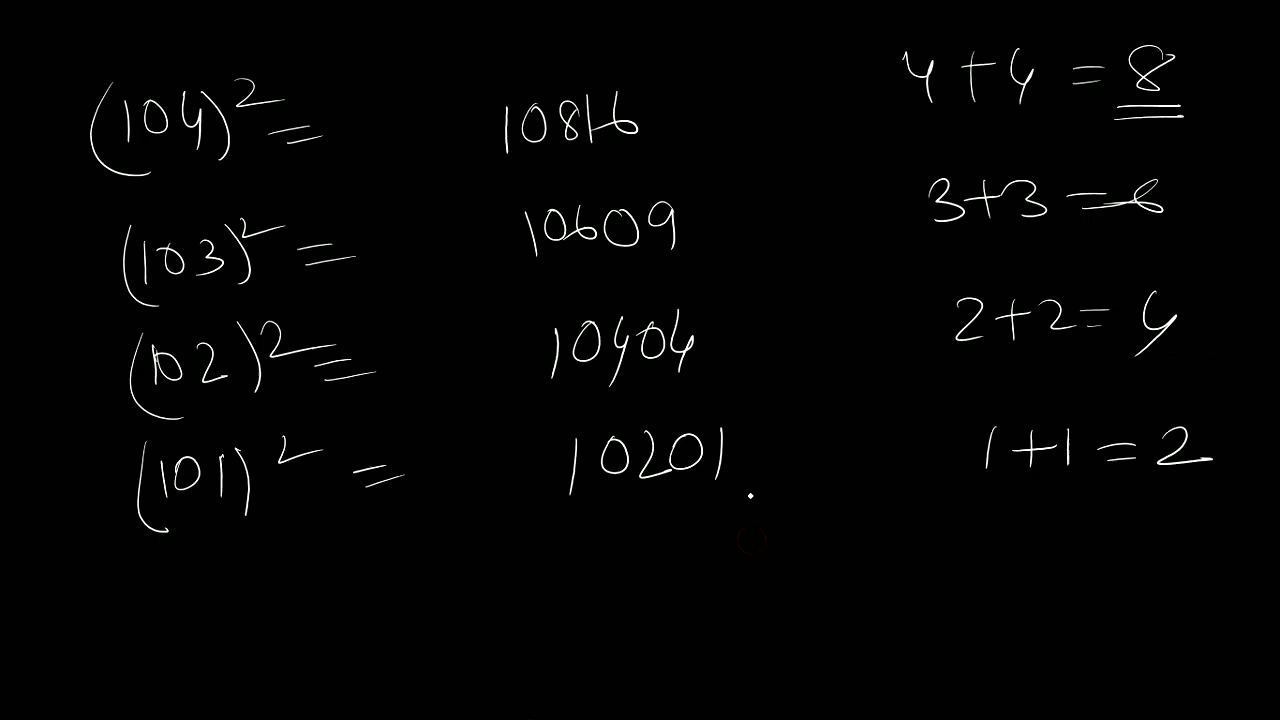 (104)² = 10816 4+4 = 8
(103)² = 10609 3+3 = 6
(102)² = 10404 2+2 = 4
(101)² = 10201. 1+1 = 2